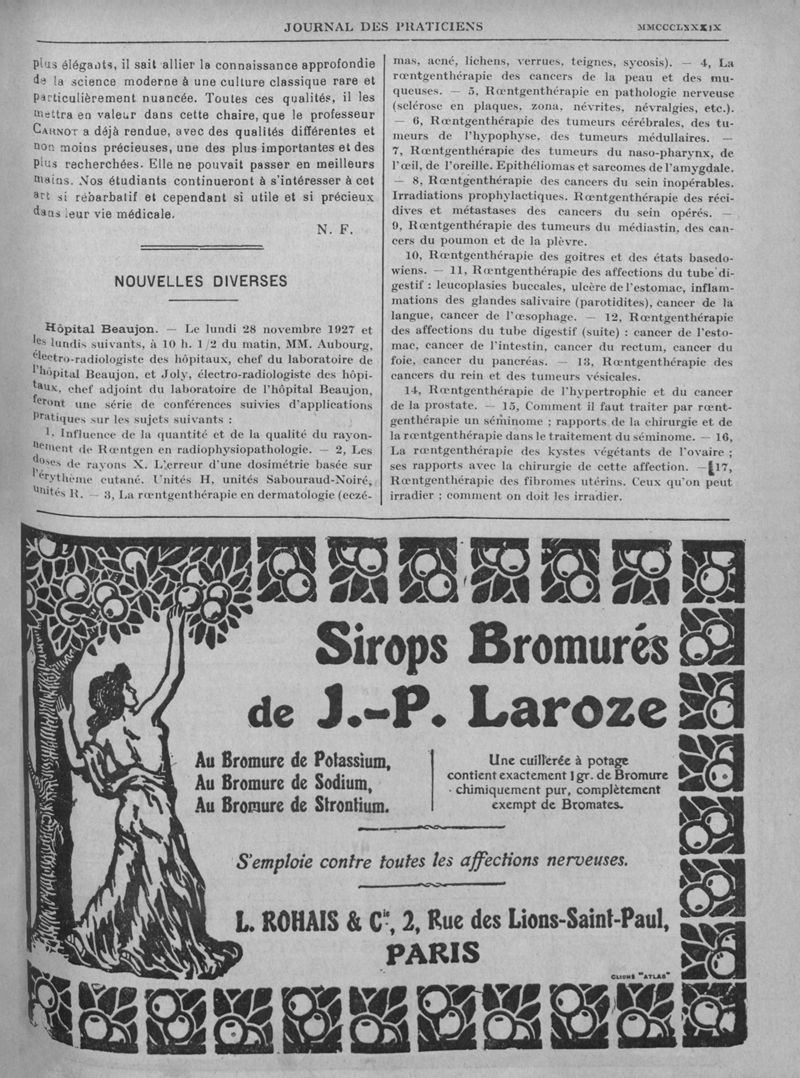 JOURNAL DES PRATICIENS
MMCCCLXXXIX
plus élégants, il sait allier la connaissance approfondie
de la science moderne à une culture classique rare et
particulièrement nuancée. Toutes ces qualités, il les
mettra en valeur dans cette chaire, que le professeur
CARNOT a déjà rendue, avec des qualités différentes et
non moins précieuses, une des plus importantes et des
plus recherchées. Elle ne pouvait passer en meilleurs
mains. Nos étudiants continueront à s'intéresser à cet
art si rébarbatif et cependant si utile et si précieux
dans leur vie médicale.
N. F.
NOUVELLES DIVERSES
Hôpital Beaujon. — Le lundi 28 novembre 1927 et
les lundis suivants, à 10 h. 1/2 du matin, MM. Aubourg,
électro-radiologiste des hôpitaux, chef du laboratoire de
l'hôpital Beaujon, et Joly, électro-radiologiste des hôpi-
taux, chef adjoint du laboratoire de l'hôpital Beaujon,
feront une série de conférences suivies d'applications
pratiques sur les sujets suivants :
1. Influence de la quantité et de la qualité du rayon-
nement de Rœntgen en radiophysiopathologie. — 2, Les
doses de rayons X. L'erreur d'une dosimétrie basée sur
l'érythème cutané. Unités H, unités Sabouraud-Noiré,
unités R. — 3, La rœntgenthérapie en dermatologie (eczé-
mas, acné, lichens, verrues, teignes, sycosis). — 4, La
rœntgenthérapie des cancers de la peau et des mu-
queuses. — 5, Rœntgenthérapie en pathologie nerveuse
(sclérose en plaques, zona, névrites, névralgies, etc.).
— 6, Rœntgenthérapie des tumeurs cérébrales, des tu-
meurs de l'hypophyse, des tumeurs médullaires. —
7, Rœntgenthérapie des tumeurs du naso-pharynx, de
l'œil, de l'oreille. Epithéliomas et sarcomes de l'amygdale.
— 8, Rœntgenthérapie des cancers du sein inopérables.
Irradiations prophylactiques. Rœntgenthérapie des réci-
dives et métastases des cancers du sein opérés. —
9, Rœntgenthérapie des tumeurs du médiastin, des can-
cers du poumon et de la plèvre.
10, Rœntgenthérapie des goitres et des états basedo-
wiens. — 11, Rœntgenthérapie des affections du tube di-
gestif : leucoplasies buccales, ulcère de l'estomac, inflam-
mations des glandes salivaire (parotidites), cancer de la
langue, cancer de l'œsophage. — 12, Rœntgenthérapie
des affections du tube digestif (suite) : cancer de l'esto-
mac, cancer de l'intestin, cancer du rectum, cancer du
foie, cancer du pancréas. — 13, Rœntgenthérapie des
cancers du rein et des tumeurs vésicales.
14, Rœntgenthérapie de l'hypertrophie et du cancer
de la prostate. — 15, Comment il faut traiter par rœnt-
genthérapie un séminome ; rapports de la chirurgie et de
la rœntgenthérapie dans le traitement du séminome. — 16,
La rœntgenthérapie des kystes végétants de l'ovaire ;
ses rapports avec la chirurgie de cette affection. — 17,
Rœntgenthérapie des fibromes utérins. Ceux qu'on peut
irradier ; comment on doit les irradier.
Sirops Bromurés
de J.-P. Laroze
Au Bromure de Potassium,
Au Bromure de Sodium,
Au Bromure de Strontium.
Une cuillerée à potage
contient exactement 1 gr. de Bromure
chimiquement pur, complètement
exempt de Bromates.
S'emploie contre toutes les affections nerveuses.
L. ROHAIS & Cie, 2, Rue des Lions-Saint-Paul,
PARIS
CLICHÉ "ATLAS"